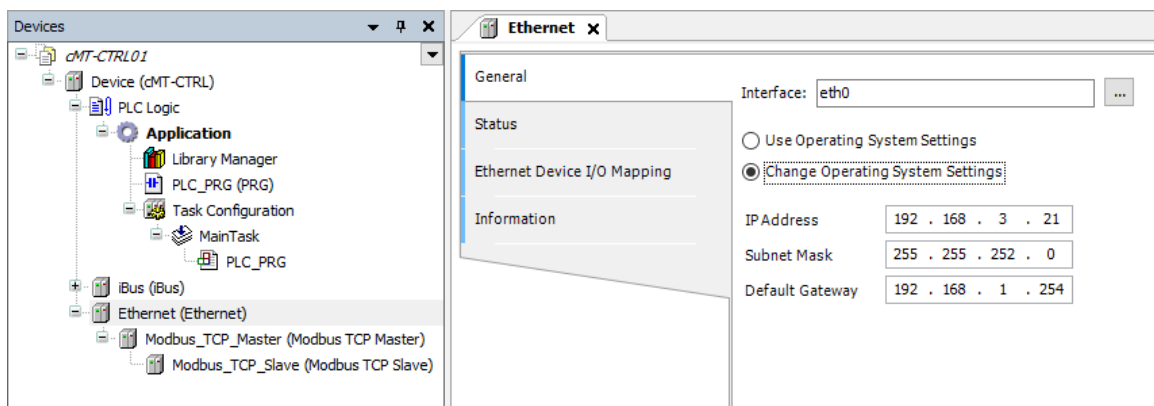 Devices
cMT-CTRL01
Device (cMT-CTRL)
PLC Logic
Application
Library Manager
PLC_PRG (PRG)
Task Configuration
MainTask
PLC_PRG
iBus (iBus)
Ethernet (Ethernet)
Modbus_TCP_Master (Modbus TCP Master)
Modbus_TCP_Slave (Modbus TCP Slave)
Ethernet
General
Status
Ethernet Device I/O Mapping
Information
Interface: eth0 ...
Use Operating System Settings
Change Operating System Settings
IP Address 192 . 168 . 3 . 21
Subnet Mask 255 . 255 . 252 . 0
Default Gateway 192 . 168 . 1 . 254